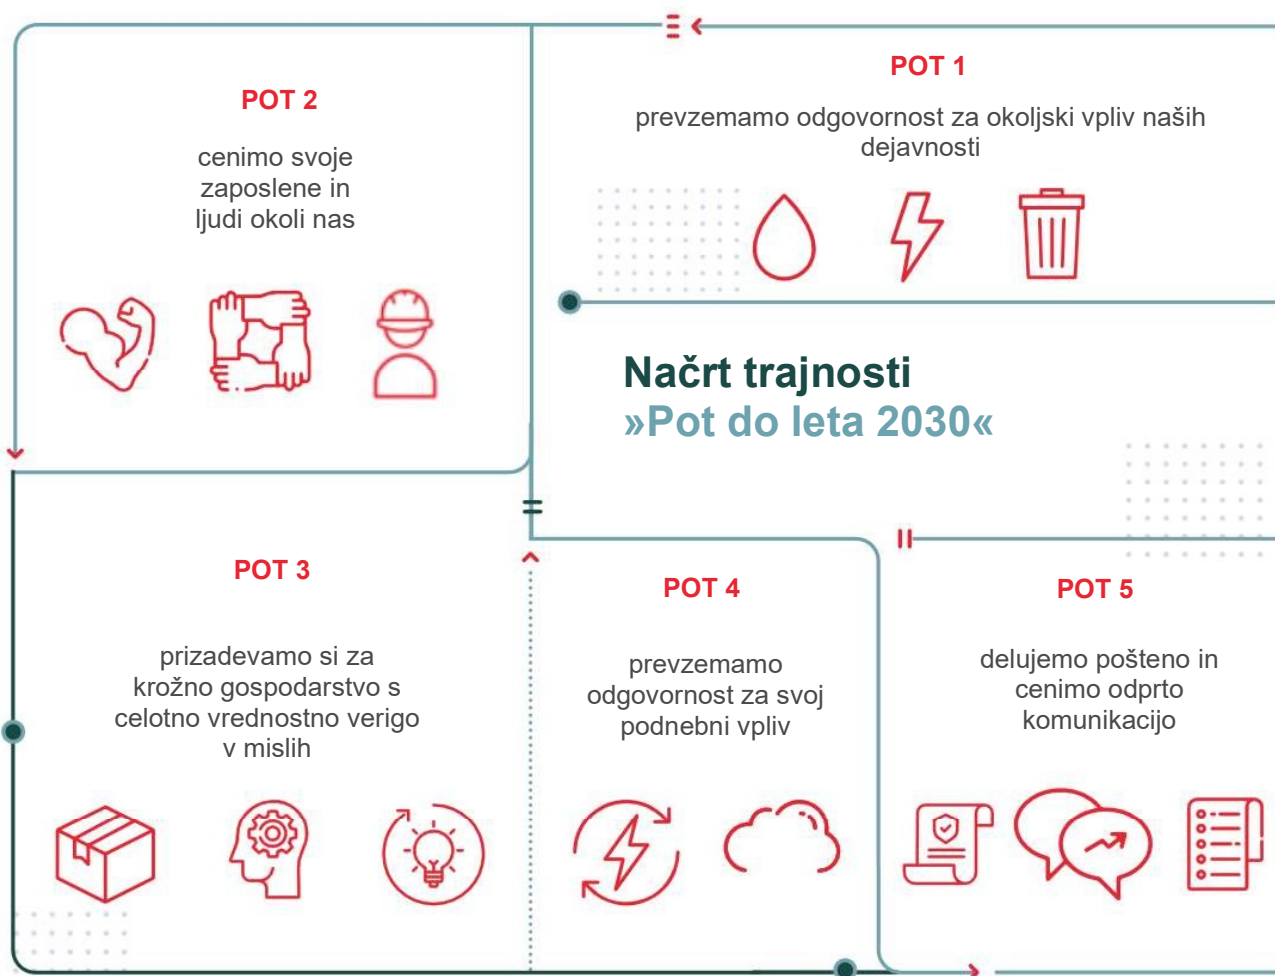 POT 1
prevzemamo odgovornost za okoljski vpliv naših
dejavnosti
POT 2
cenimo svoje
zaposlene in
ljudi okoli nas
Načrt trajnosti
»Pot do leta 2030«
POT 3
prizadevamo si za
krožno gospodarstvo s
celotno vrednostno verigo
v mislih
POT 4
prevzemamo
odgovornost za svoj
podnebni vpliv
POT 5
delujemo pošteno in
cenimo odprto
komunikacijo